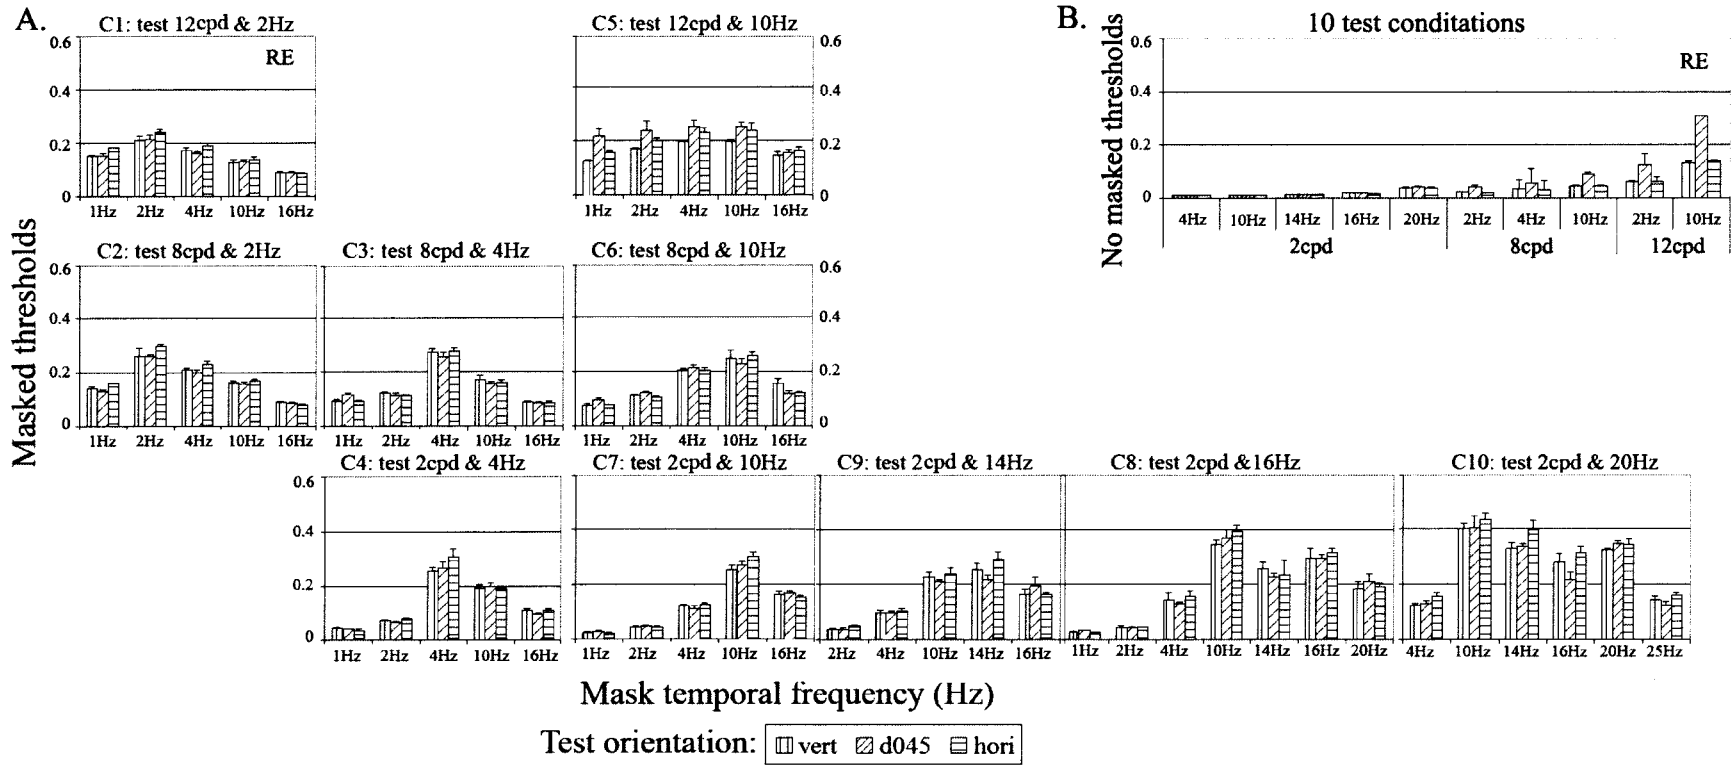 A.
C1: test 12cpd & 2Hz
C5: test 12cpd & 10Hz
B.
10 test conditations
0.6
RE
0.4
0.2
0
1Hz 2Hz 4Hz 10Hz 16Hz
0.6
0.4
0.2
0
1Hz 2Hz 4Hz 10Hz 16Hz
No masked thresholds
0.6
RE
0.4
0.2
0
4Hz 10Hz 14Hz 16Hz 20Hz 2Hz 4Hz 10Hz 2Hz 10Hz
2cpd 8cpd 12cpd
Masked thresholds
C2: test 8cpd & 2Hz
C3: test 8cpd & 4Hz
C6: test 8cpd & 10Hz
0.6
0.4
0.2
0
1Hz 2Hz 4Hz 10Hz 16Hz
1Hz 2Hz 4Hz 10Hz 16Hz
0.6
0.4
0.2
0
1Hz 2Hz 4Hz 10Hz 16Hz
C4: test 2cpd & 4Hz
C7: test 2cpd & 10Hz
C9: test 2cpd & 14Hz
C8: test 2cpd &16Hz
C10: test 2cpd & 20Hz
0.6
0.4
0.2
0
1Hz 2Hz 4Hz 10Hz 16Hz
1Hz 2Hz 4Hz 10Hz 16Hz
2Hz 4Hz 10Hz 14Hz 16Hz
1Hz 2Hz 4Hz 10Hz 14Hz 16Hz 20Hz
4Hz 10Hz 14Hz 16Hz 20Hz 25Hz
Mask temporal frequency (Hz)
Test orientation: vert d045 hori